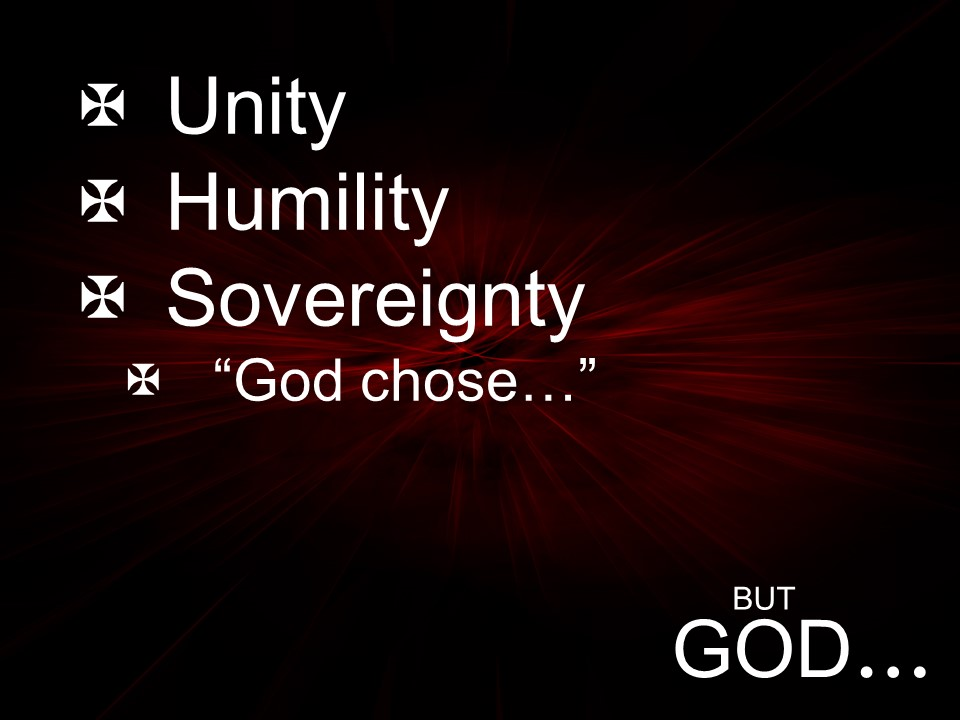 ✠ Unity
✠ Humility
✠ Sovereignty
✠ “God chose…”
BUT
GOD…